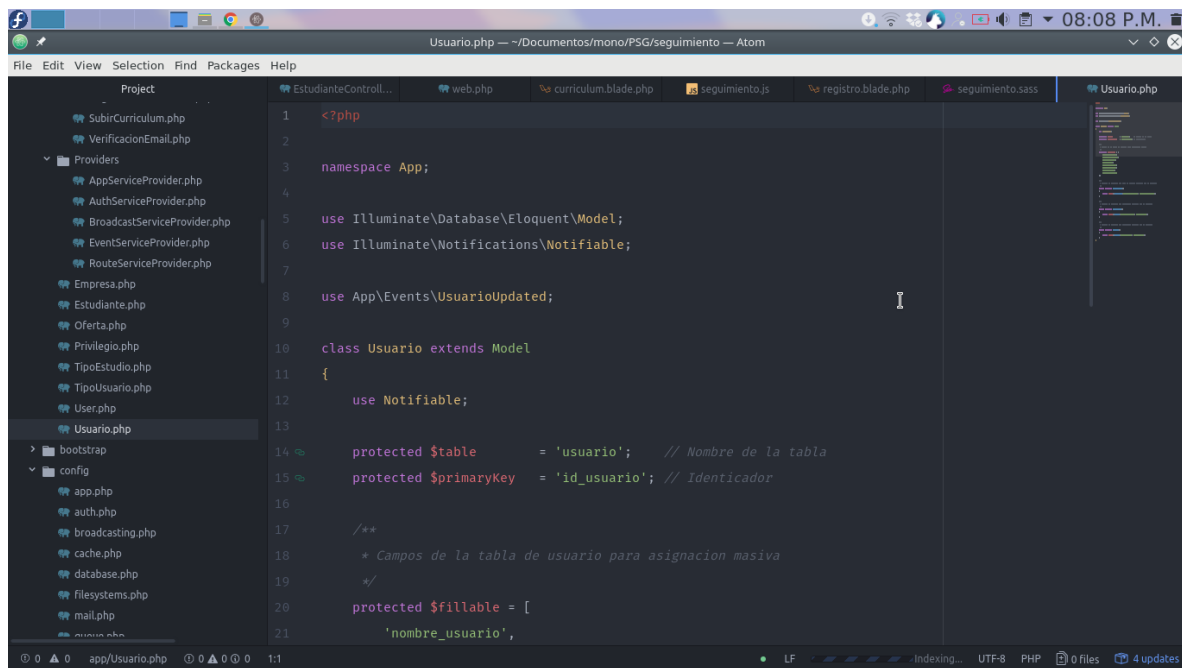 08:08 P.M.
Usuario.php — ~/Documentos/mono/PSG/seguimiento — Atom
File Edit View Selection Find Packages Help
Project
EstudianteControll... web.php curriculum.blade.php seguimiento.js registro.blade.php seguimiento.sass Usuario.php
SubirCurriculum.php
VerificacionEmail.php
Providers
AppServiceProvider.php
AuthServiceProvider.php
BroadcastServiceProvider.php
EventServiceProvider.php
RouteServiceProvider.php
Empresa.php
Estudiante.php
Oferta.php
Privilegio.php
TipoEstudio.php
TipoUsuario.php
User.php
Usuario.php
bootstrap
config
app.php
auth.php
broadcasting.php
cache.php
database.php
filesystems.php
mail.php
queue.php
1 <?php
2
3 namespace App;
4
5 use Illuminate\Database\Eloquent\Model;
6 use Illuminate\Notifications\Notifiable;
7
8 use App\Events\UsuarioUpdated;
9
10 class Usuario extends Model
11 {
12 use Notifiable;
13
14 protected $table = 'usuario'; // Nombre de la tabla
15 protected $primaryKey = 'id_usuario'; // Identicador
16
17 /**
18 * Campos de la tabla de usuario para asignacion masiva
19 */
20 protected $fillable = [
21 'nombre_usuario',
0 0 app/Usuario.php 0 0 0 1:1 LF Indexing... UTF-8 PHP 0 files 4 updates